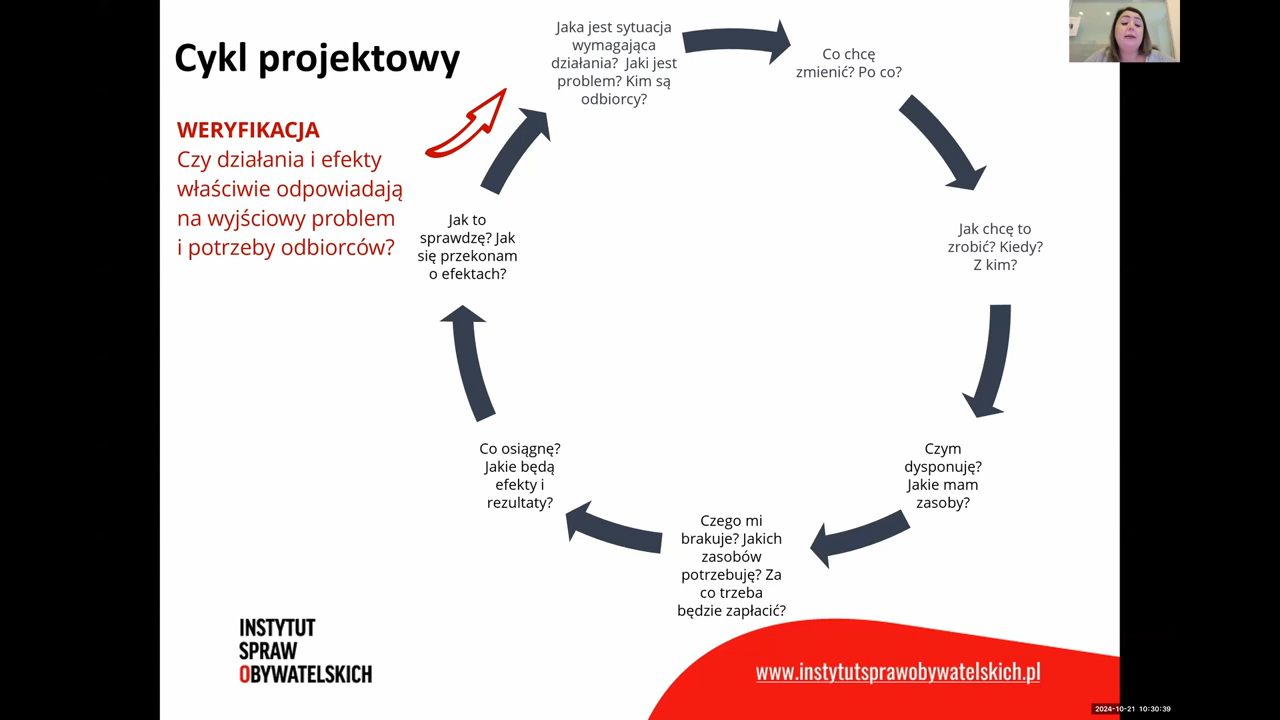 Cykl projektowy
WERYFIKACJA
Czy działania i efekty
właściwie odpowiadają
na wyjściowy problem
i potrzeby odbiorców?
Jaka jest sytuacja
wymagająca
działania? Jaki jest
problem? Kim są
odbiorcy?
Co chcę
zmienić? Po co?
Jak chcę to
zrobić? Kiedy?
Z kim?
Czym
dysponuję?
Jakie mam
zasoby?
Czego mi
brakuje? Jakich
zasobów
potrzebuję? Za
co trzeba
będzie zapłacić?
Co osiągnę?
Jakie będą
efekty i
rezultaty?
Jak to
sprawdzę? Jak
się przekonam
o efektach?
INSTYTUT
SPRAW
OBYWATELSKICH
www.instytutsprawobywatelskich.pl
2024-10-21 10:30:39